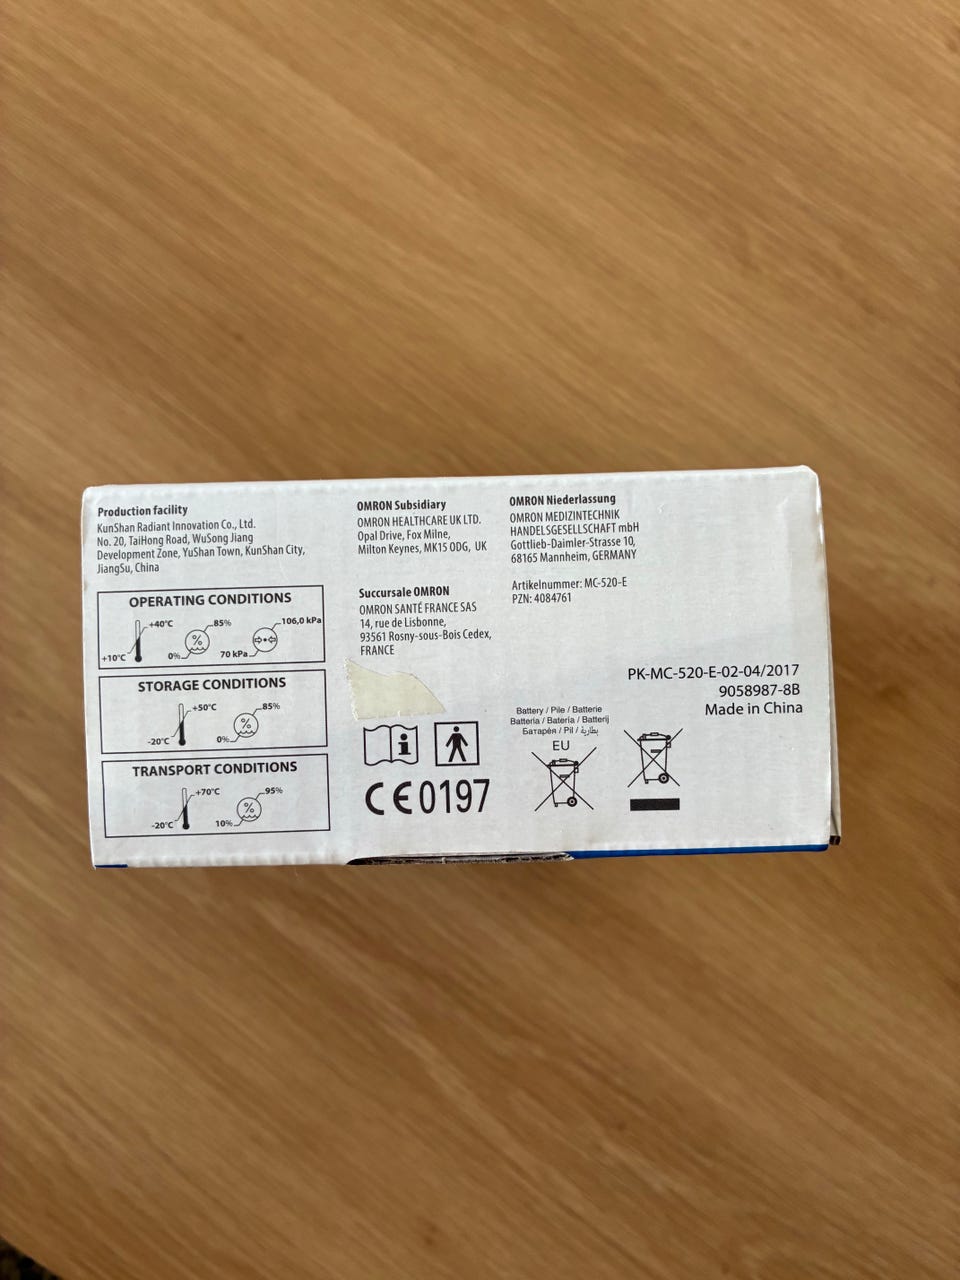 Production facility
KunShan Radiant Innovation Co., Ltd.
No. 20, TaiHong Road, WuSong Jiang
Development Zone, YuShan Town, KunShan City,
JiangSu, China
OPERATING CONDITIONS
+40°C
+10°C
%
85%
0%
106,0 kPa
70 kPa
STORAGE CONDITIONS
+50°C
-20°C
%
85%
0%
TRANSPORT CONDITIONS
+70°C
-20°C
%
95%
10%
OMRON Subsidiary
OMRON HEALTHCARE UK LTD.
Opal Drive, Fox Milne,
Milton Keynes, MK15 0DG, UK
Succursale OMRON
OMRON SANTÉ FRANCE SAS
14, rue de Lisbonne,
93561 Rosny-sous-Bois Cedex,
FRANCE
i
CE0197
OMRON Niederlassung
OMRON MEDIZINTECHNIK
HANDELSGESELLSCHAFT mbH
Gottlieb-Daimler-Strasse 10,
68165 Mannheim, GERMANY
Artikelnummer: MC-520-E
PZN: 4084761
Battery / Pile / Batterie
Batteria / Bateria / Batterij
Батарея / Pil / بطارية
EU
PK-MC-520-E-02-04/2017
9058987-8B
Made in China